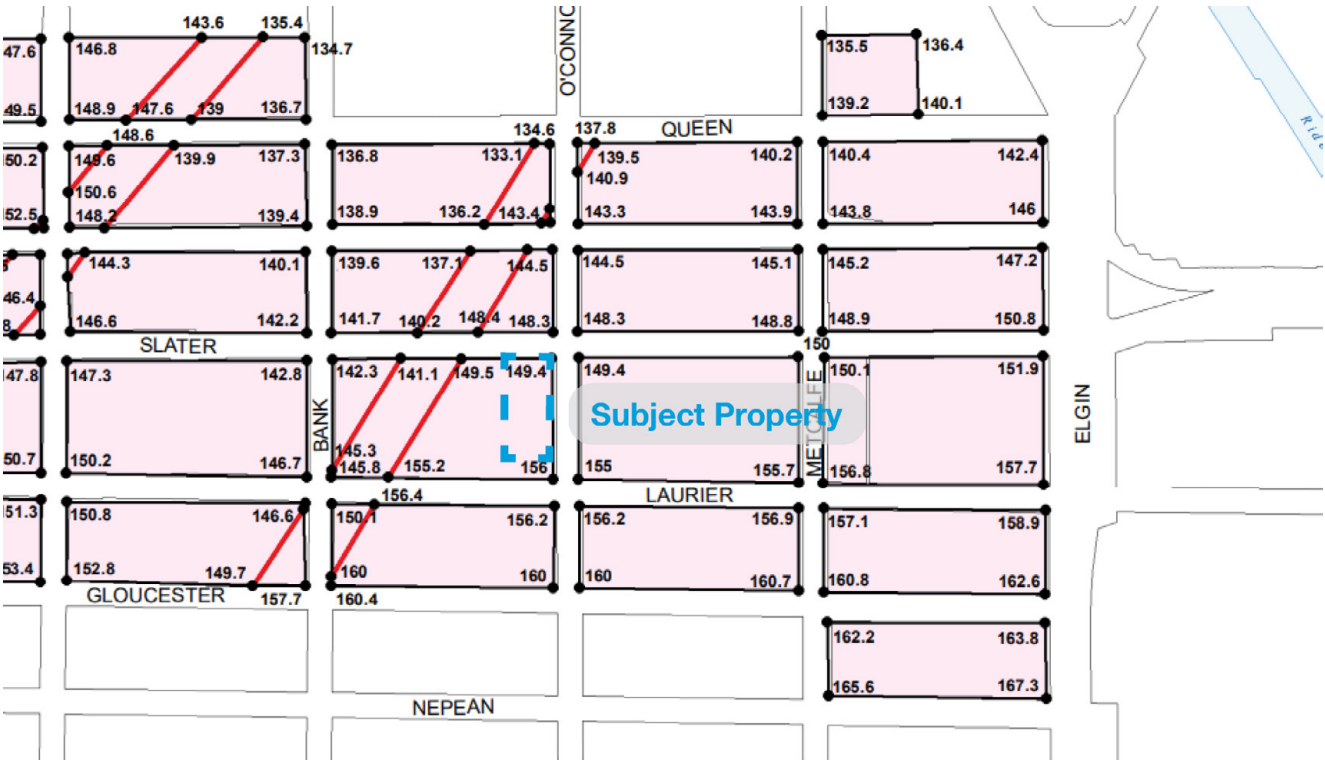 143.6 135.4
47.6 146.8 134.7 135.5 136.4
O'CONNO
49.5 148.9 147.6 139 136.7 139.2 140.1
148.6 134.6 137.8 QUEEN
50.2 149.6 139.9 137.3 136.8 133.1 139.5 140.2 140.4 142.4
Ride
150.6 140.9
52.5 148.2 139.4 138.9 136.2 143.4 143.3 143.9 143.8 146
144.3 140.1 139.6 137.1 144.5 144.5 145.1 145.2 147.2
46.4
146.6 142.2 141.7 140.2 148.4 148.3 148.3 148.8 148.9 150.8
SLATER 150
47.8 147.3 142.8 142.3 141.1 149.5 149.4 149.4 150.1 151.9
BANK Subject Property METCALFE ELGIN
145.3
50.7 150.2 146.7 145.8 155.2 156 155 155.7 156.8 157.7
156.4 LAURIER
51.3 150.8 146.6 150.1 156.2 156.2 156.9 157.1 158.9
53.4 152.8 149.7 160 160 160 160.7 160.8 162.6
GLOUCESTER 157.7 160.4
162.2 163.8
165.6 167.3
NEPEAN